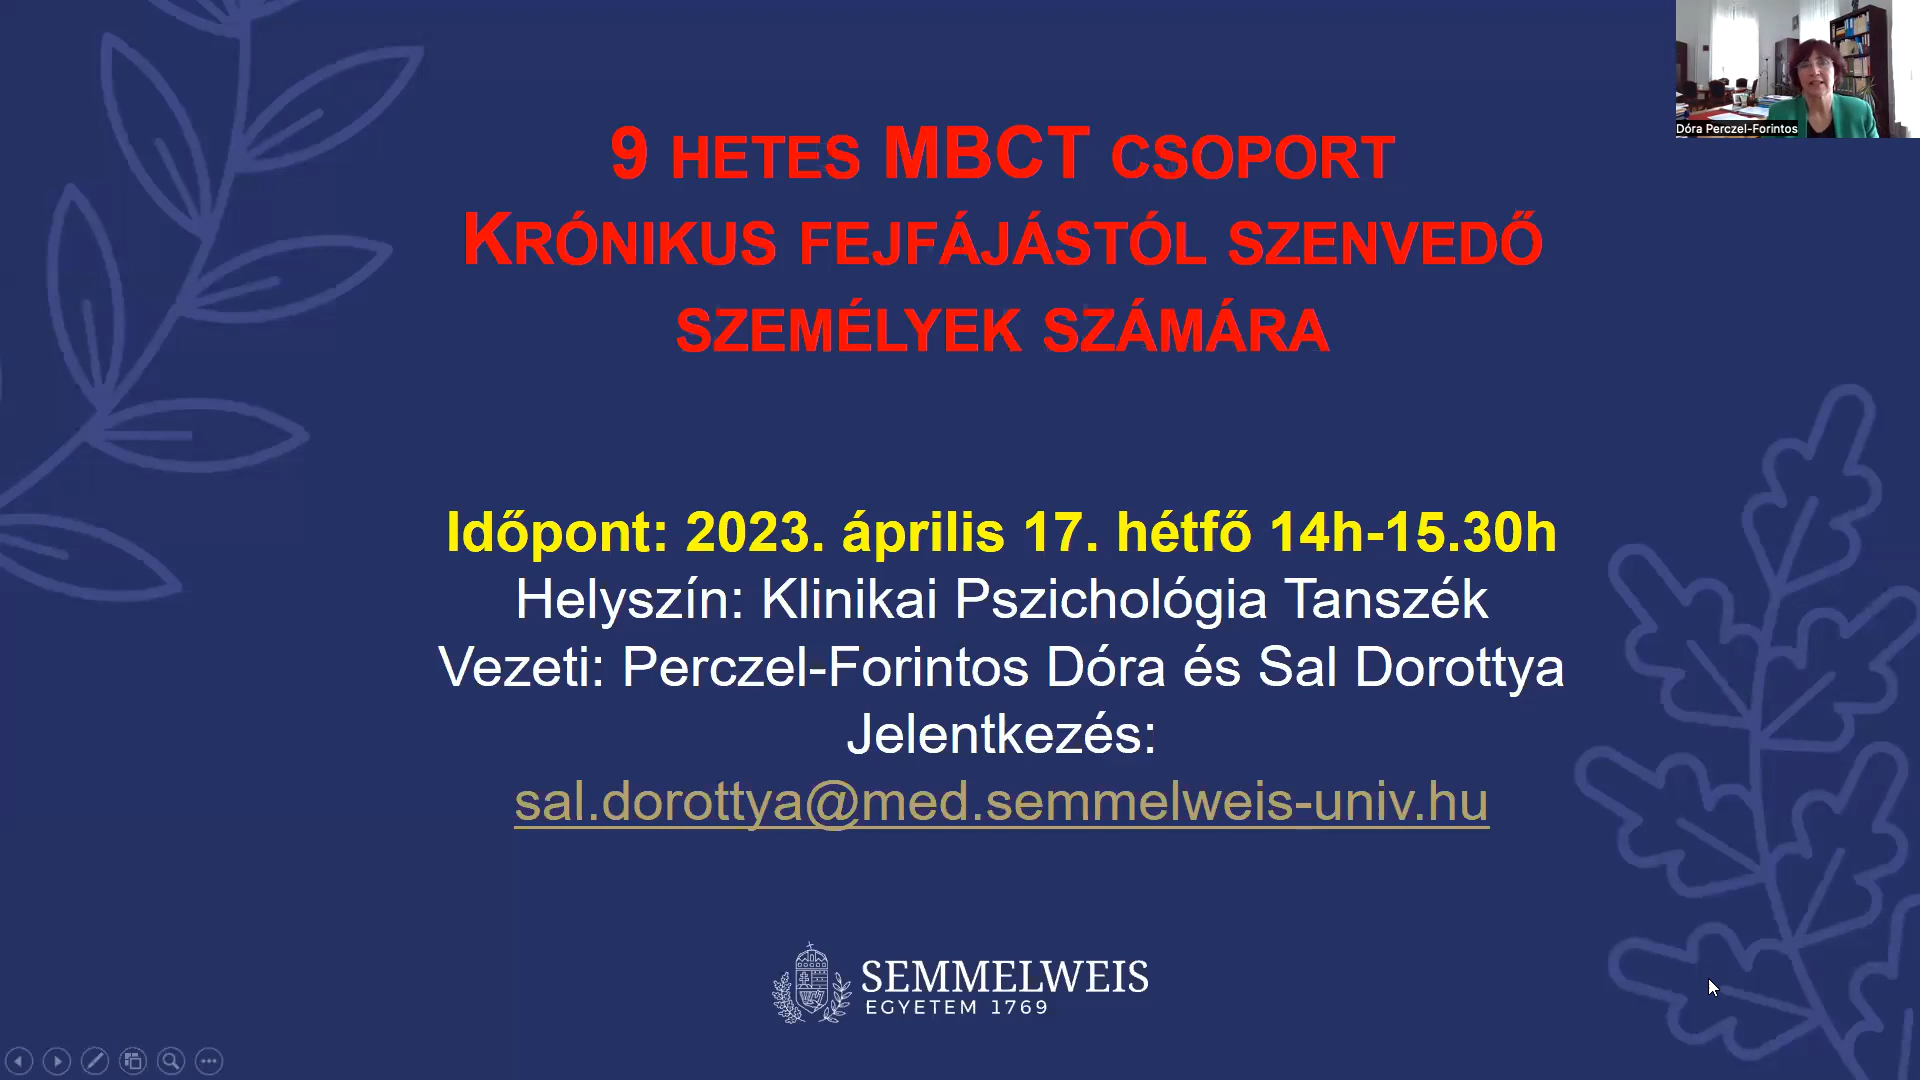 Dóra Perczel-Forintos
9 HETES MBCT CSOPORT
KRÓNIKUS FEJFÁJÁSTÓL SZENVEDŐ
SZEMÉLYEK SZÁMÁRA
Időpont: 2023. április 17. hétfő 14h-15.30h
Helyszín: Klinikai Pszichológia Tanszék
Vezeti: Perczel-Forintos Dóra és Sal Dorottya
Jelentkezés:
sal.dorottya@med.semmelweis-univ.hu
SEMMELWEIS
EGYETEM 1769